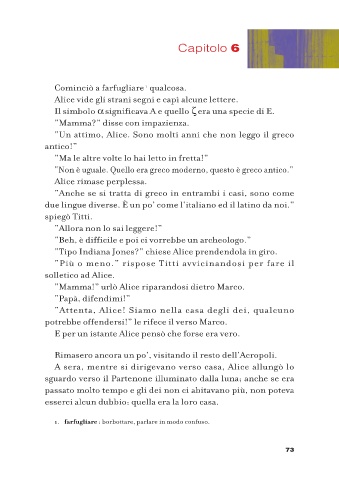 Capitolo 6
Cominciò a farfugliare¹ qualcosa.
Alice vide gli strani segni e capì alcune lettere.
Il simbolo α significava A e quello ζ era una specie di E.
"Mamma?" disse con impazienza.
"Un attimo, Alice. Sono molti anni che non leggo il greco
antico!"
"Ma le altre volte lo hai letto in fretta!"
"Non è uguale. Quello era greco moderno, questo è greco antico."
Alice rimase perplessa.
"Anche se si tratta di greco in entrambi i casi, sono come
due lingue diverse. È un po' come l'italiano ed il latino da noi."
spiegò Titti.
"Allora non lo sai leggere!"
"Beh, è difficile e poi ci vorrebbe un archeologo."
"Tipo Indiana Jones?" chiese Alice prendendola in giro.
"Più o meno." rispose Titti avvicinandosi per fare il
solletico ad Alice.
"Mamma!" urlò Alice riparandosi dietro Marco.
"Papà, difendimi!"
"Attenta, Alice! Siamo nella casa degli dei, qualcuno
potrebbe offendersi!" le rifece il verso Marco.
E per un istante Alice pensò che forse era vero.
Rimasero ancora un po', visitando il resto dell'Acropoli.
A sera, mentre si dirigevano verso casa, Alice allungò lo
sguardo verso il Partenone illuminato dalla luna; anche se era
passato molto tempo e gli dei non ci abitavano più, non poteva
esserci alcun dubbio: quella era la loro casa.
1. farfugliare : borbottare, parlare in modo confuso.
73